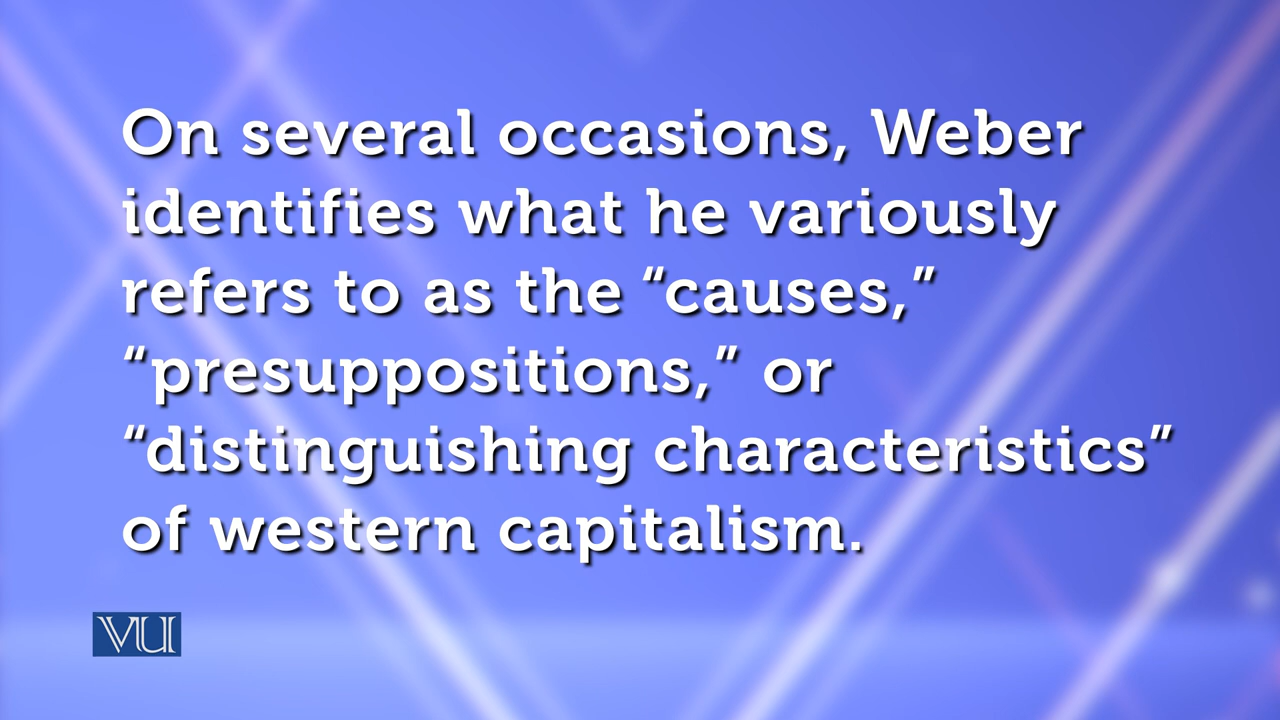 On several occasions, Weber
identifies what he variously
refers to as the “causes,”
“presuppositions,” or
“distinguishing characteristics”
of western capitalism.
VU